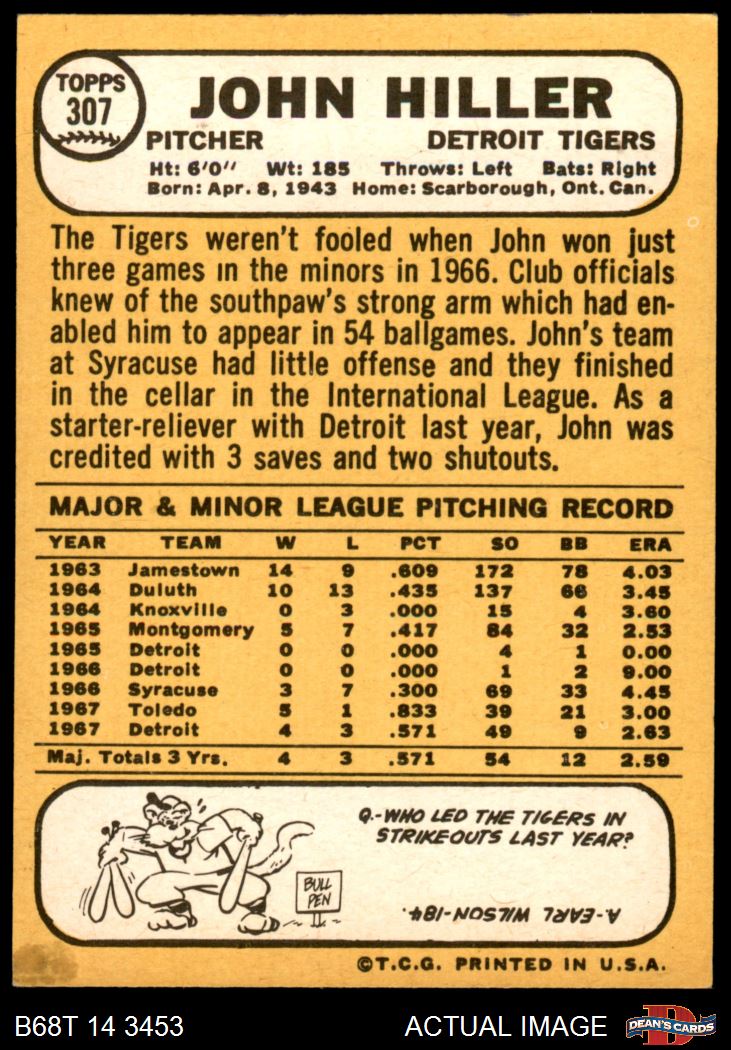 TOPPS
307
JOHN HILLER
PITCHER DETROIT TIGERS
Ht: 6'0" Wt: 185 Throws: Left Bats: Right
Born: Apr. 8, 1943 Home: Scarborough, Ont. Can.
The Tigers weren't fooled when John won just
three games in the minors in 1966. Club officials
knew of the southpaw's strong arm which had en-
abled him to appear in 54 ballgames. John's team
at Syracuse had little offense and they finished
in the cellar in the International League. As a
starter-reliever with Detroit last year, John was
credited with 3 saves and two shutouts.
MAJOR & MINOR LEAGUE PITCHING RECORD
YEAR TEAM W L PCT SO BB ERA
1963 Jamestown 14 9 .609 172 78 4.03
1964 Duluth 10 13 .435 137 66 3.45
1964 Knoxville 0 3 .000 15 4 3.60
1965 Montgomery 5 7 .417 84 32 2.53
1965 Detroit 0 0 .000 4 1 0.00
1966 Detroit 0 0 .000 1 2 9.00
1966 Syracuse 3 7 .300 69 33 4.45
1967 Toledo 5 1 .833 39 21 3.00
1967 Detroit 4 3 .571 49 9 2.63
Maj. Totals 3 Yrs. 4 3 .571 54 12 2.59
Q.-WHO LED THE TIGERS IN
STRIKEOUTS LAST YEAR?
BULL
PEN
A-EARL WILSON-184.
©T.C.G. PRINTED IN U.S.A.
B68T 14 3453 ACTUAL IMAGE
D
DEAN'S CARDS